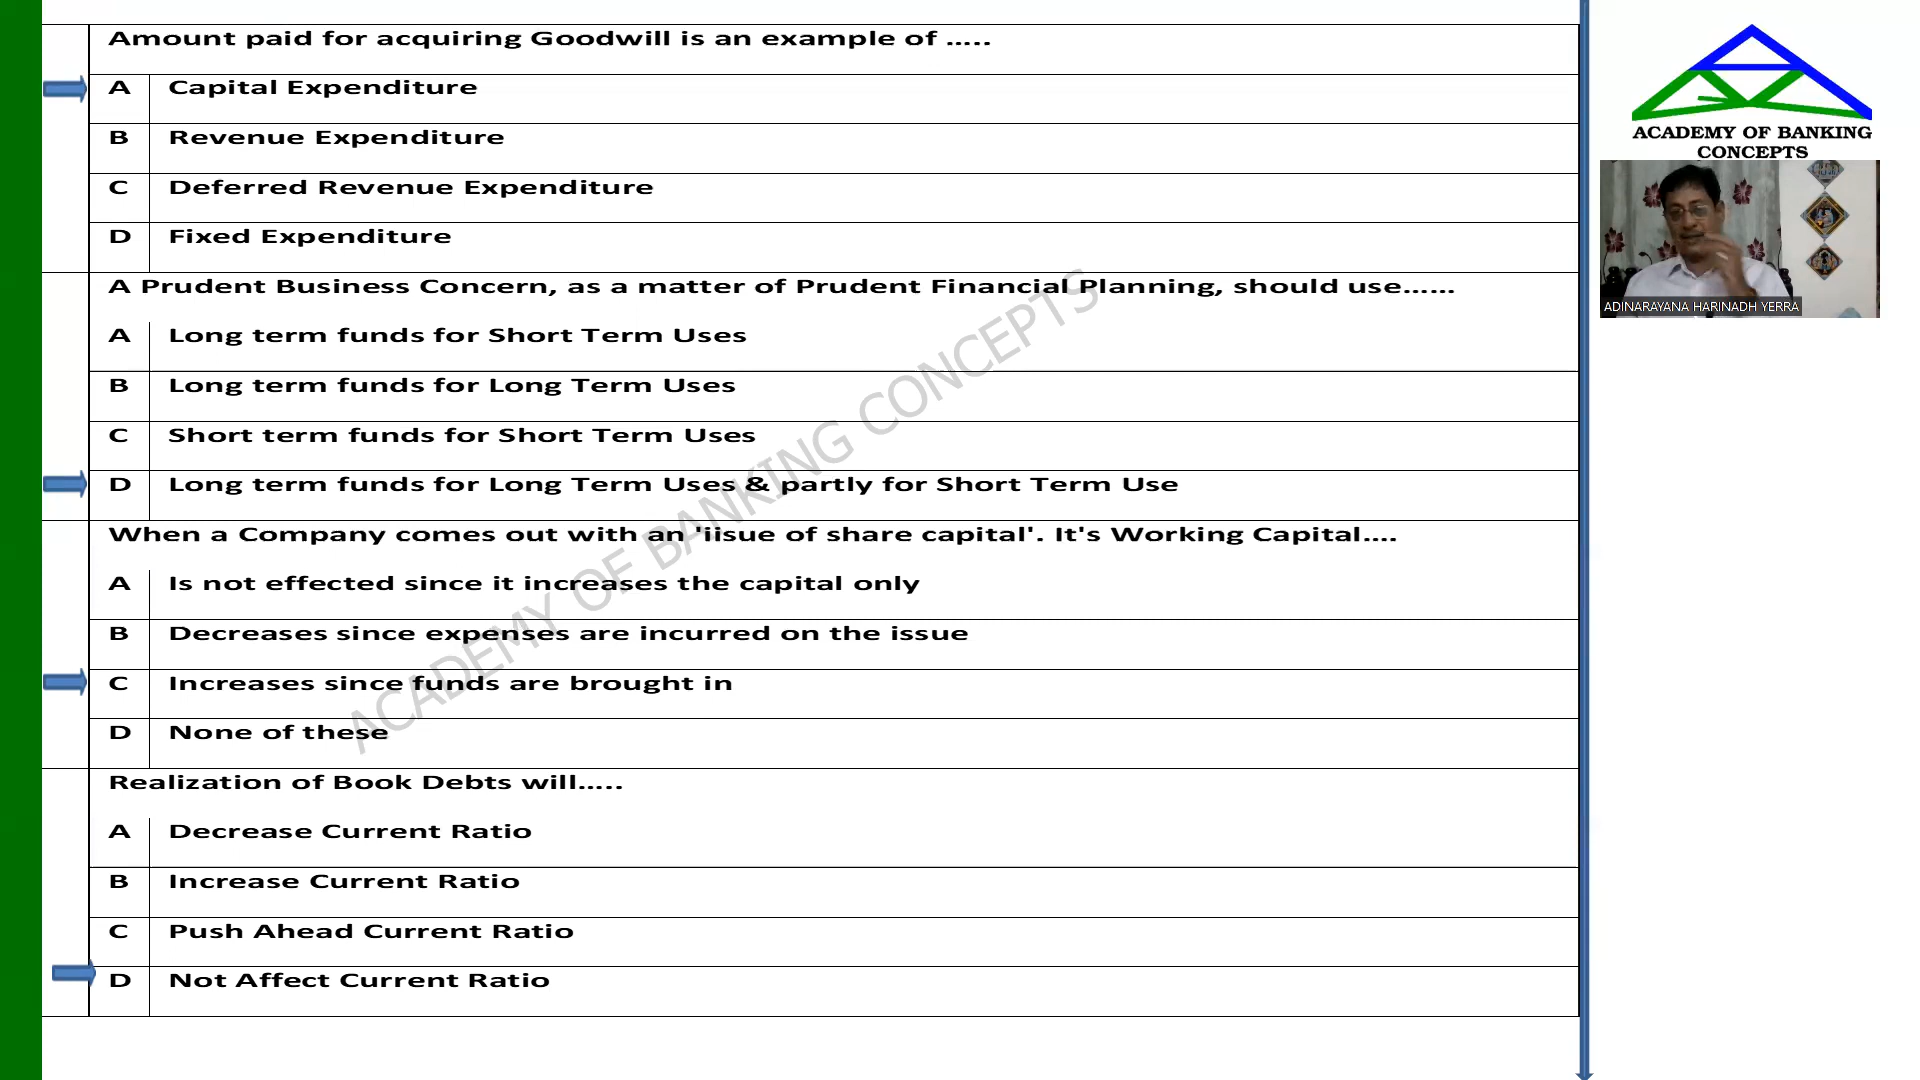 Amount paid for acquiring Goodwill is an example of .....
A Capital Expenditure
B Revenue Expenditure
C Deferred Revenue Expenditure
D Fixed Expenditure
A Prudent Business Concern, as a matter of Prudent Financial Planning, should use......
A Long term funds for Short Term Uses
B Long term funds for Long Term Uses
C Short term funds for Short Term Uses
D Long term funds for Long Term Uses & partly for Short Term Use
When a Company comes out with an 'iisue of share capital'. It's Working Capital....
A Is not effected since it increases the capital only
B Decreases since expenses are incurred on the issue
C Increases since funds are brought in
D None of these
Realization of Book Debts will.....
A Decrease Current Ratio
B Increase Current Ratio
C Push Ahead Current Ratio
D Not Affect Current Ratio
ACADEMY OF BANKING CONCEPTS
ACADEMY OF BANKING
CONCEPTS
ADINARAYANA HARINADH YERRA